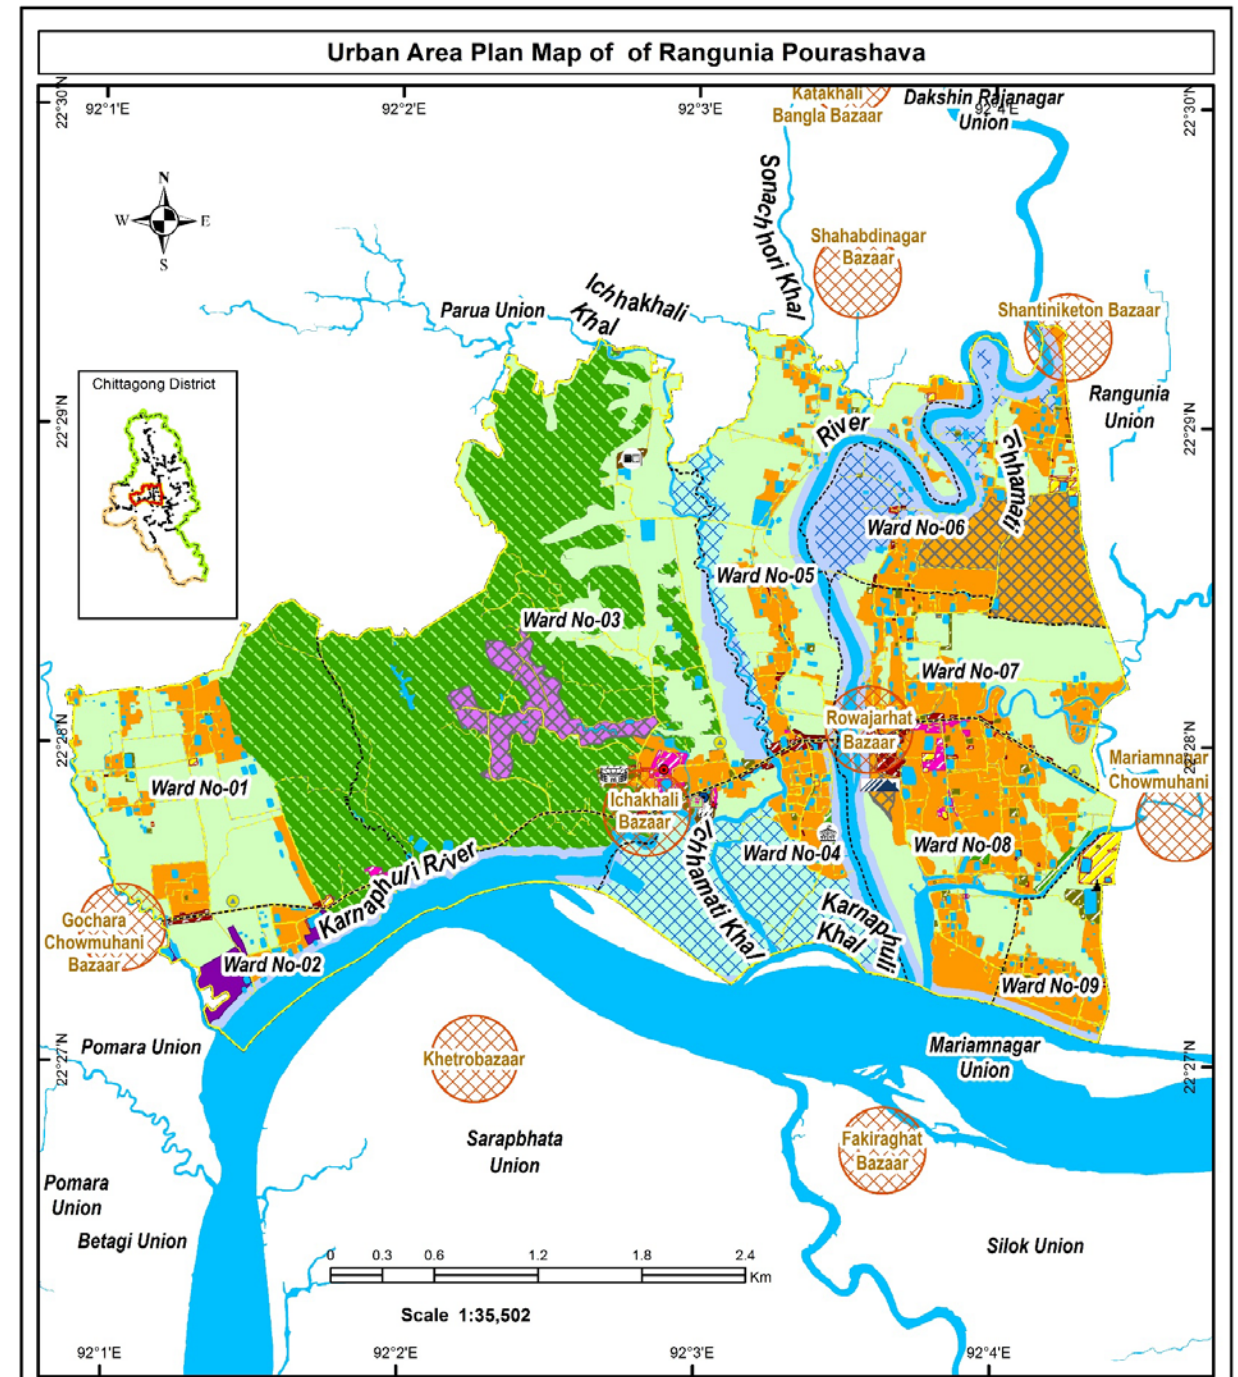 Urban Area Plan Map of  of Rangunia Pourashava
92°1'E
92°2'E
92°3'E
92°4'E
22°30'N
22°30'N
Katakhali
Bangla Bazaar
Dakshin Rajanagar
Union
N
W
E
S
Sonachhori Khal
Shahabdinagar
Bazaar
Ichhakhali
Khal
Parua Union
Shantiniketon Bazaar
Chittagong District
Rangunia
Union
22°29'N
22°29'N
River
Ichhamati
Ward No-06
Ward No-05
Ward No-03
Ward No-07
Rowajarhat
Bazaar
22°28'N
22°28'N
Mariamnagar
Chowmuhani
Ward No-01
Ichakhali
Bazaar
Ward No-08
Ward No-04
Ichhamati Khal
Karnaphuli River
Karnaphuli
Khal
Gochara
Chowmuhani
Bazaar
Ward No-02
Ward No-09
Pomara Union
Khetrobazaar
Mariamnagar
Union
22°27'N
22°27'N
Sarapbhata
Union
Fakiraghat
Bazaar
Pomara
Union
Betagi Union
Silok Union
0 0.3 0.6 1.2 1.8 2.4
Km
Scale  1:35,502
92°1'E
92°2'E
92°3'E
92°4'E